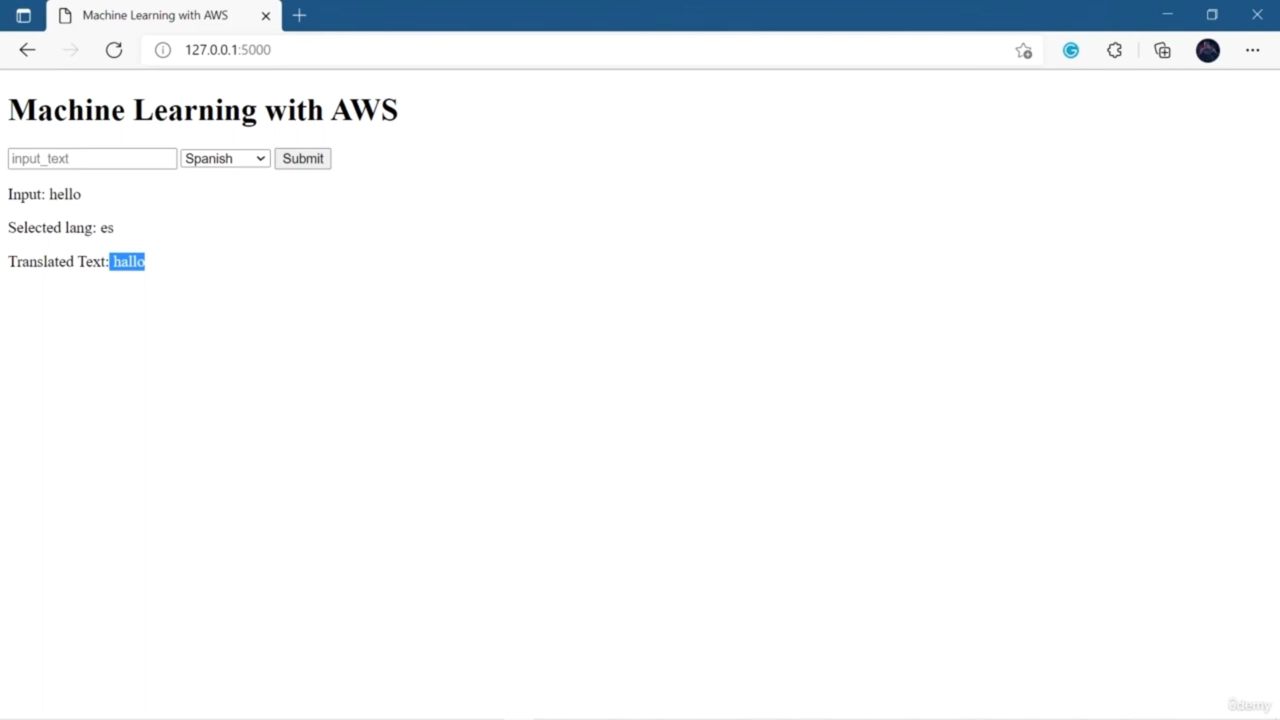 Machine Learning with AWS
127.0.0.1:5000
Machine Learning with AWS
input_text Spanish Submit
Input: hello
Selected lang: es
Translated Text: hallo
ûdemy